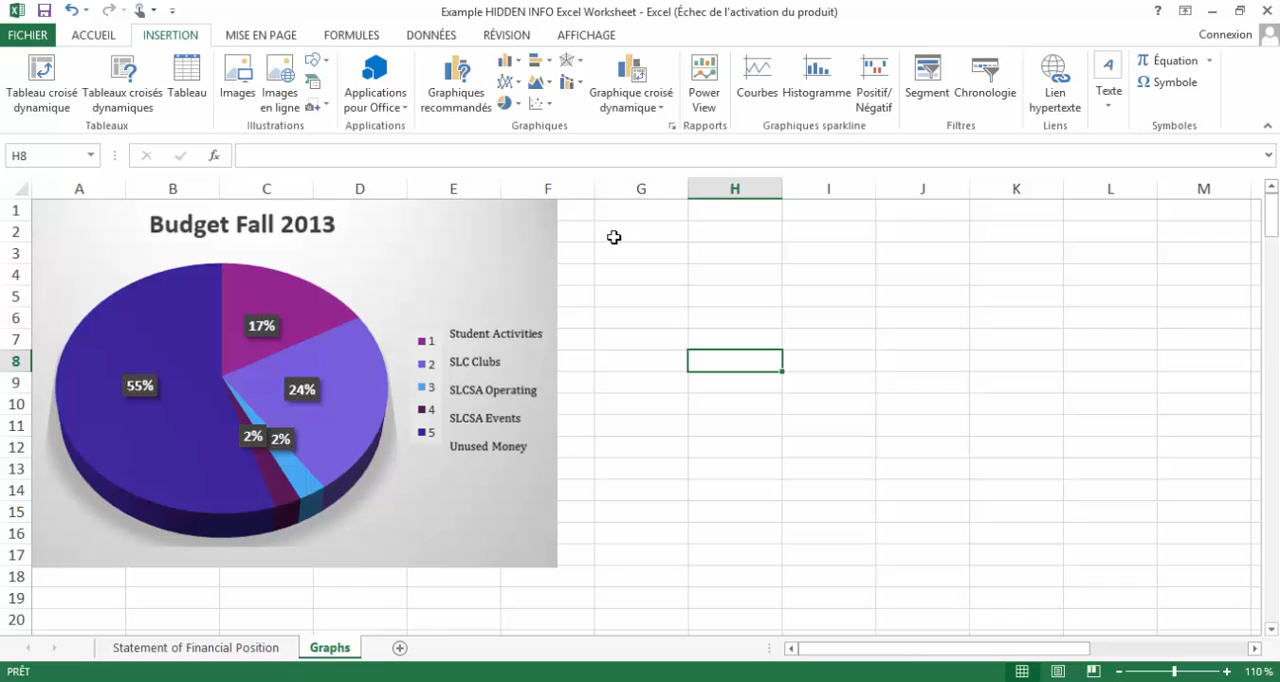 Example HIDDEN INFO Excel Worksheet - Excel (Échec de l'activation du produit)
FICHIER ACCUEIL INSERTION MISE EN PAGE FORMULES DONNÉES RÉVISION AFFICHAGE Connexion
Tableau croisé dynamique
Tableaux croisés dynamiques
Tableau
Images
Images en ligne
Applications pour Office
Graphiques recommandés
Graphique croisé dynamique
Power View
Courbes
Histogramme
Positif/ Négatif
Segment
Chronologie
Lien hypertexte
Texte
Équation
Symbole
Tableaux Illustrations Applications Graphiques Rapports Graphiques sparkline Filtres Liens Symboles
H8 fx
A B C D E F G H I J K L M
1
2
3
4
5
6
7
8
9
10
11
12
13
14
15
16
17
18
19
20
Budget Fall 2013
17%
55%
24%
2% 2%
1 Student Activities
2 SLC Clubs
3 SLCSA Operating
4 SLCSA Events
5 Unused Money
Statement of Financial Position Graphs
PRÊT 110 %